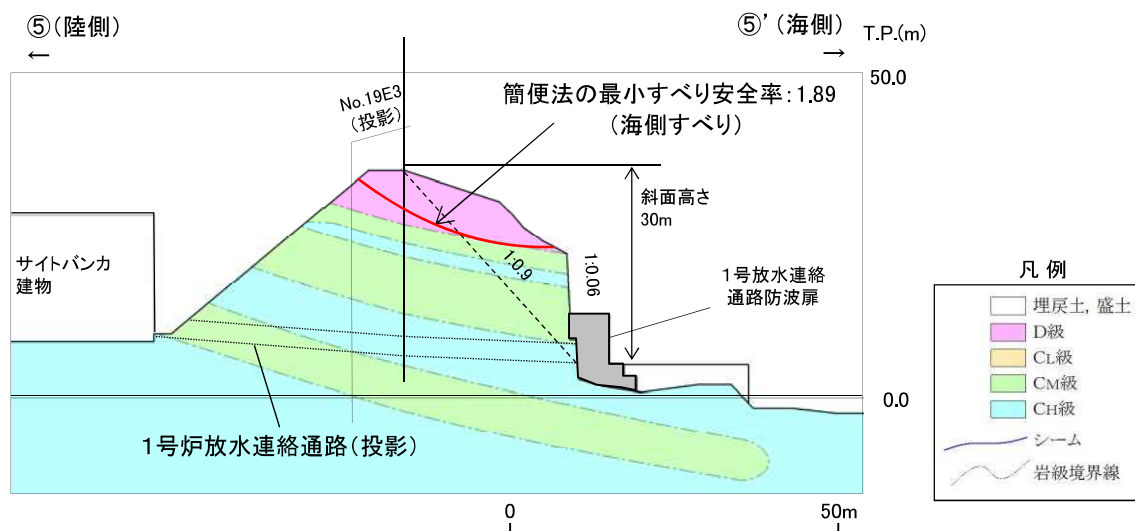 ⑤(陸側)
←
⑤’(海側)
→
T.P.(m)
50.0
No.19E3
(投影)
簡便法の最小すべり安全率:1.89
(海側すべり)
斜面高さ
30m
サイトバンカ
建物
1:0.9
1:0.06
1号放水連絡
通路防波扉
凡 例
埋戻土,盛土
D級
CL級
CM級
CH級
シーム
岩級境界線
0.0
1号炉放水連絡通路(投影)
0
50m